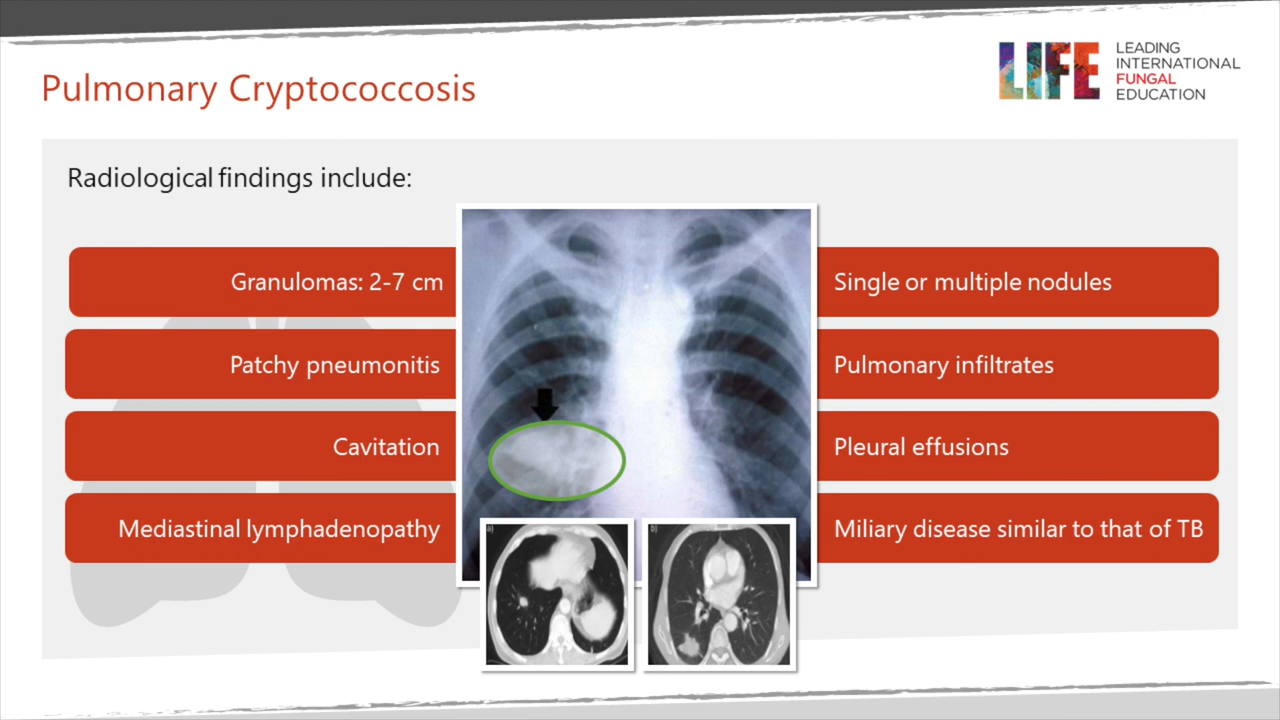 Pulmonary Cryptococcosis
LIFE
LEADING
INTERNATIONAL
FUNGAL
EDUCATION
Radiological findings include:
Granulomas: 2-7 cm
Single or multiple nodules
Patchy pneumonitis
Pulmonary infiltrates
Cavitation
Pleural effusions
Mediastinal lymphadenopathy
Miliary disease similar to that of TB
a)
b)